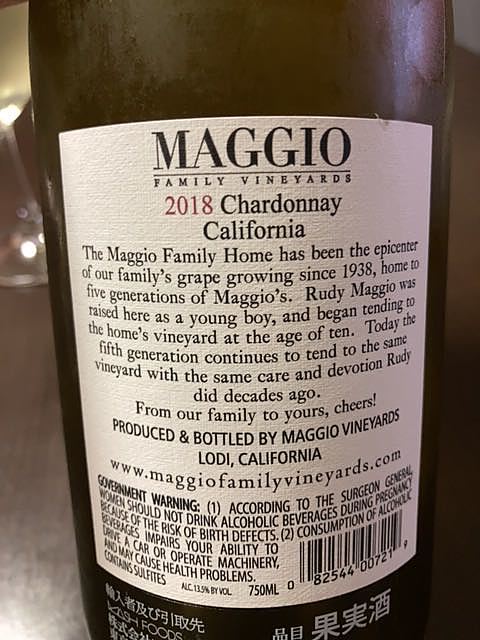 MAGGIO
FAMILY VINEYARDS
2018 Chardonnay
California
The Maggio Family Home has been the epicenter
of our family's grape growing since 1938, home to
five generations of Maggio's. Rudy Maggio was
raised here as a young boy, and began tending to
the home's vineyard at the age of ten. Today the
fifth generation continues to tend to the same
vineyard with the same care and devotion Rudy
did decades ago.
From our family to yours, cheers!
PRODUCED & BOTTLED BY MAGGIO VINEYARDS
LODI, CALIFORNIA
www.maggiofamilyvineyards.com
GOVERNMENT WARNING: (1) ACCORDING TO THE SURGEON GENERAL,
WOMEN SHOULD NOT DRINK ALCOHOLIC BEVERAGES DURING PREGNANCY
BECAUSE OF THE RISK OF BIRTH DEFECTS. (2) CONSUMPTION OF ALCOHOLIC
BEVERAGES IMPAIRS YOUR ABILITY TO
DRIVE A CAR OR OPERATE MACHINERY,
AND MAY CAUSE HEALTH PROBLEMS.
CONTAINS SULFITES ALC. 13.5% BY VOL. 750ML
0 82544 00721 9
輸入者及び引取先
FOODS
株式会社
品目 果実酒